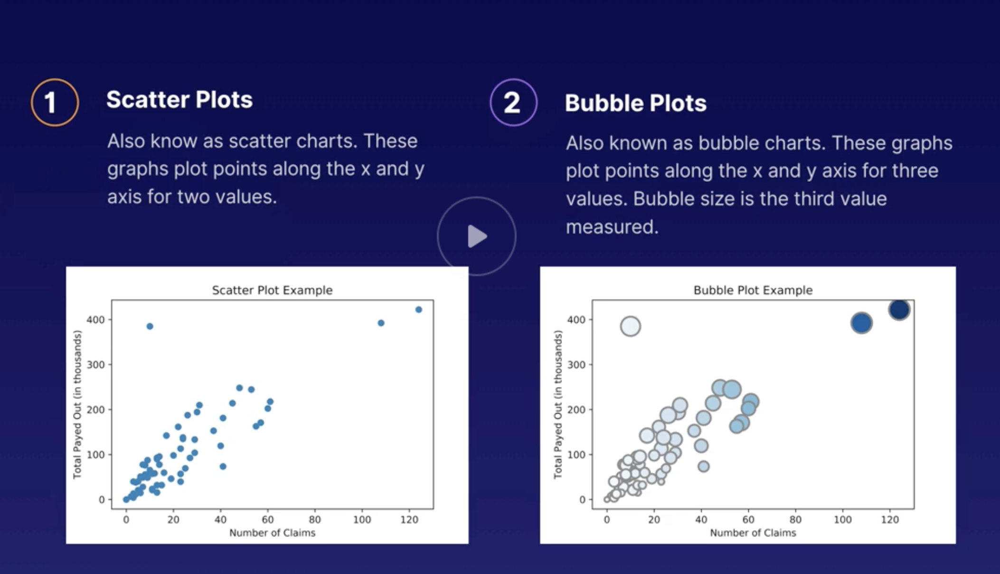 1
Scatter Plots
Also know as scatter charts. These
graphs plot points along the x and y
axis for two values.
2
Bubble Plots
Also known as bubble charts. These graphs
plot points along the x and y axis for three
values. Bubble size is the third value
measured.
Scatter Plot Example
Total Payed Out (in thousands)
400
300
200
100
0
0 20 40 60 80 100 120
Number of Claims
Bubble Plot Example
Total Payed Out (in thousands)
400
300
200
100
0
0 20 40 60 80 100 120
Number of Claims